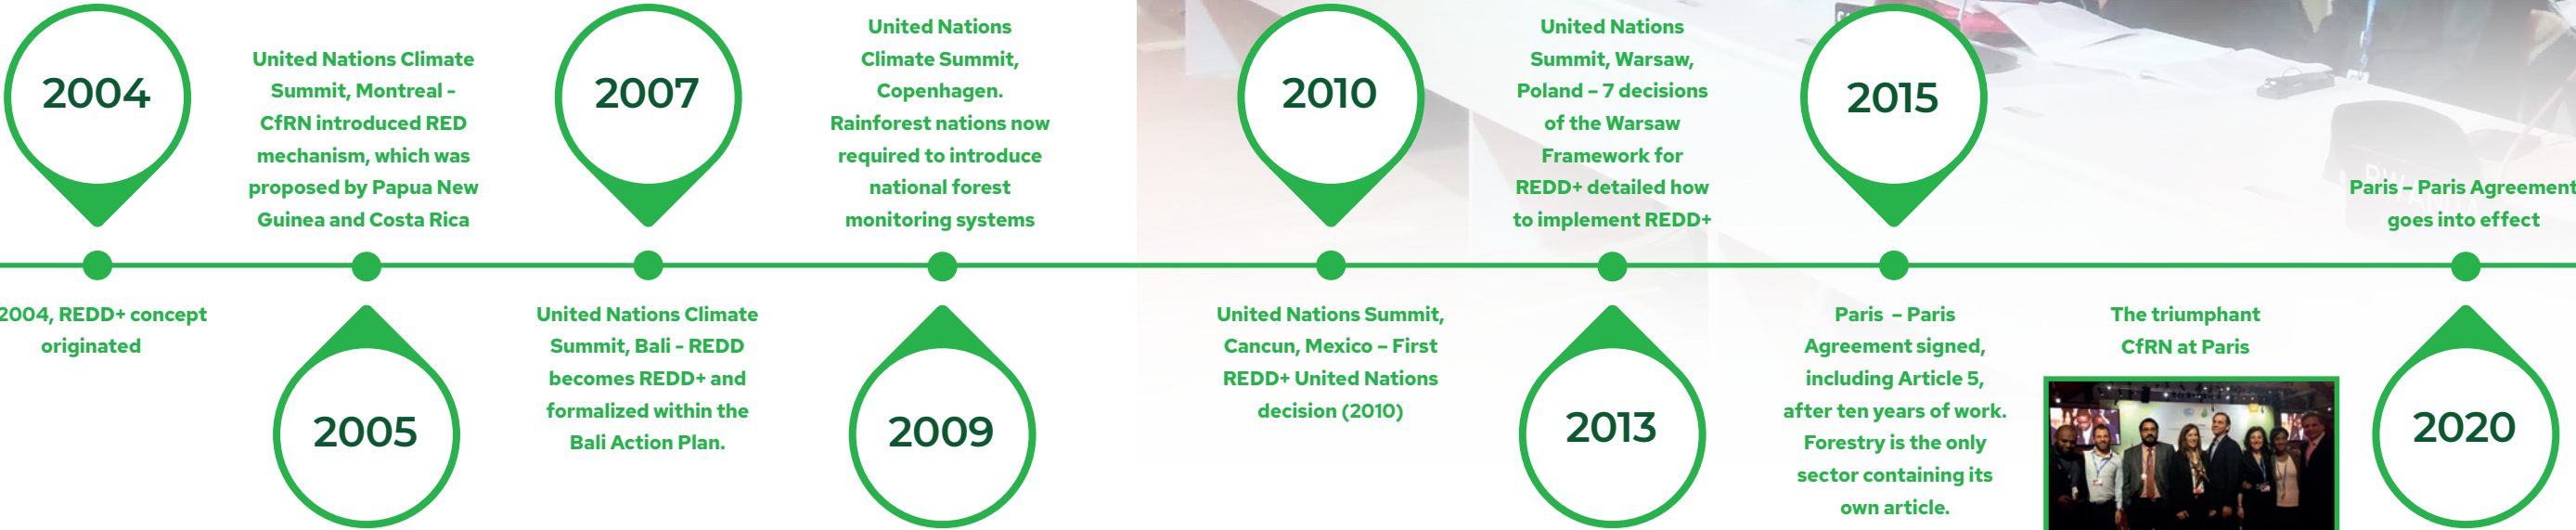 2004
2004, REDD+ concept
originated
United Nations Climate
Summit, Montreal -
CfRN introduced RED
mechanism, which was
proposed by Papua New
Guinea and Costa Rica
2005
2007
United Nations Climate
Summit, Bali - REDD
becomes REDD+ and
formalized within the
Bali Action Plan.
United Nations
Climate Summit,
Copenhagen.
Rainforest nations now
required to introduce
national forest
monitoring systems
2009
2010
United Nations Summit,
Cancun, Mexico – First
REDD+ United Nations
decision (2010)
United Nations
Summit, Warsaw,
Poland – 7 decisions
of the Warsaw
Framework for
REDD+ detailed how
to implement REDD+
2013
2015
Paris – Paris
Agreement signed,
including Article 5,
after ten years of work.
Forestry is the only
sector containing its
own article.
The triumphant
CfRN at Paris
RWANDA
Paris – Paris Agreement
goes into effect
2020